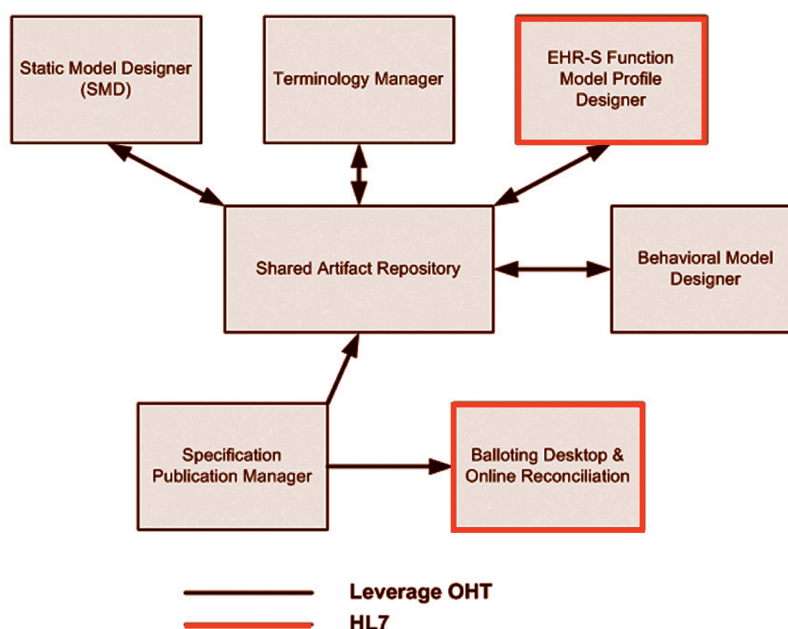 Static Model Designer
(SMD)
Terminology Manager
EHR-S Function
Model Profile
Designer
Shared Artifact Repository
Behavioral Model
Designer
Specification
Publication Manager
Balloting Desktop &
Online Reconciliation
Leverage OHT
HL7